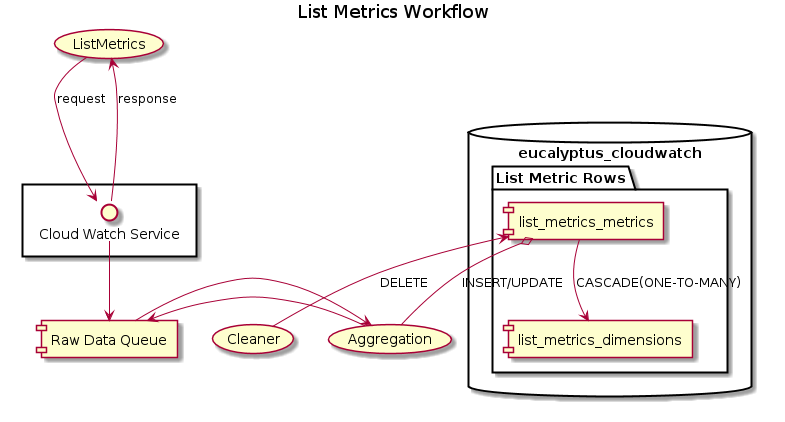 List Metrics Workflow
ListMetrics
request
response
eucalyptus_cloudwatch
List Metric Rows
list_metrics_metrics
Cloud Watch Service
DELETE
INSERT/UPDATE
CASCADE(ONE-TO-MANY)
Raw Data Queue
Cleaner
Aggregation
list_metrics_dimensions